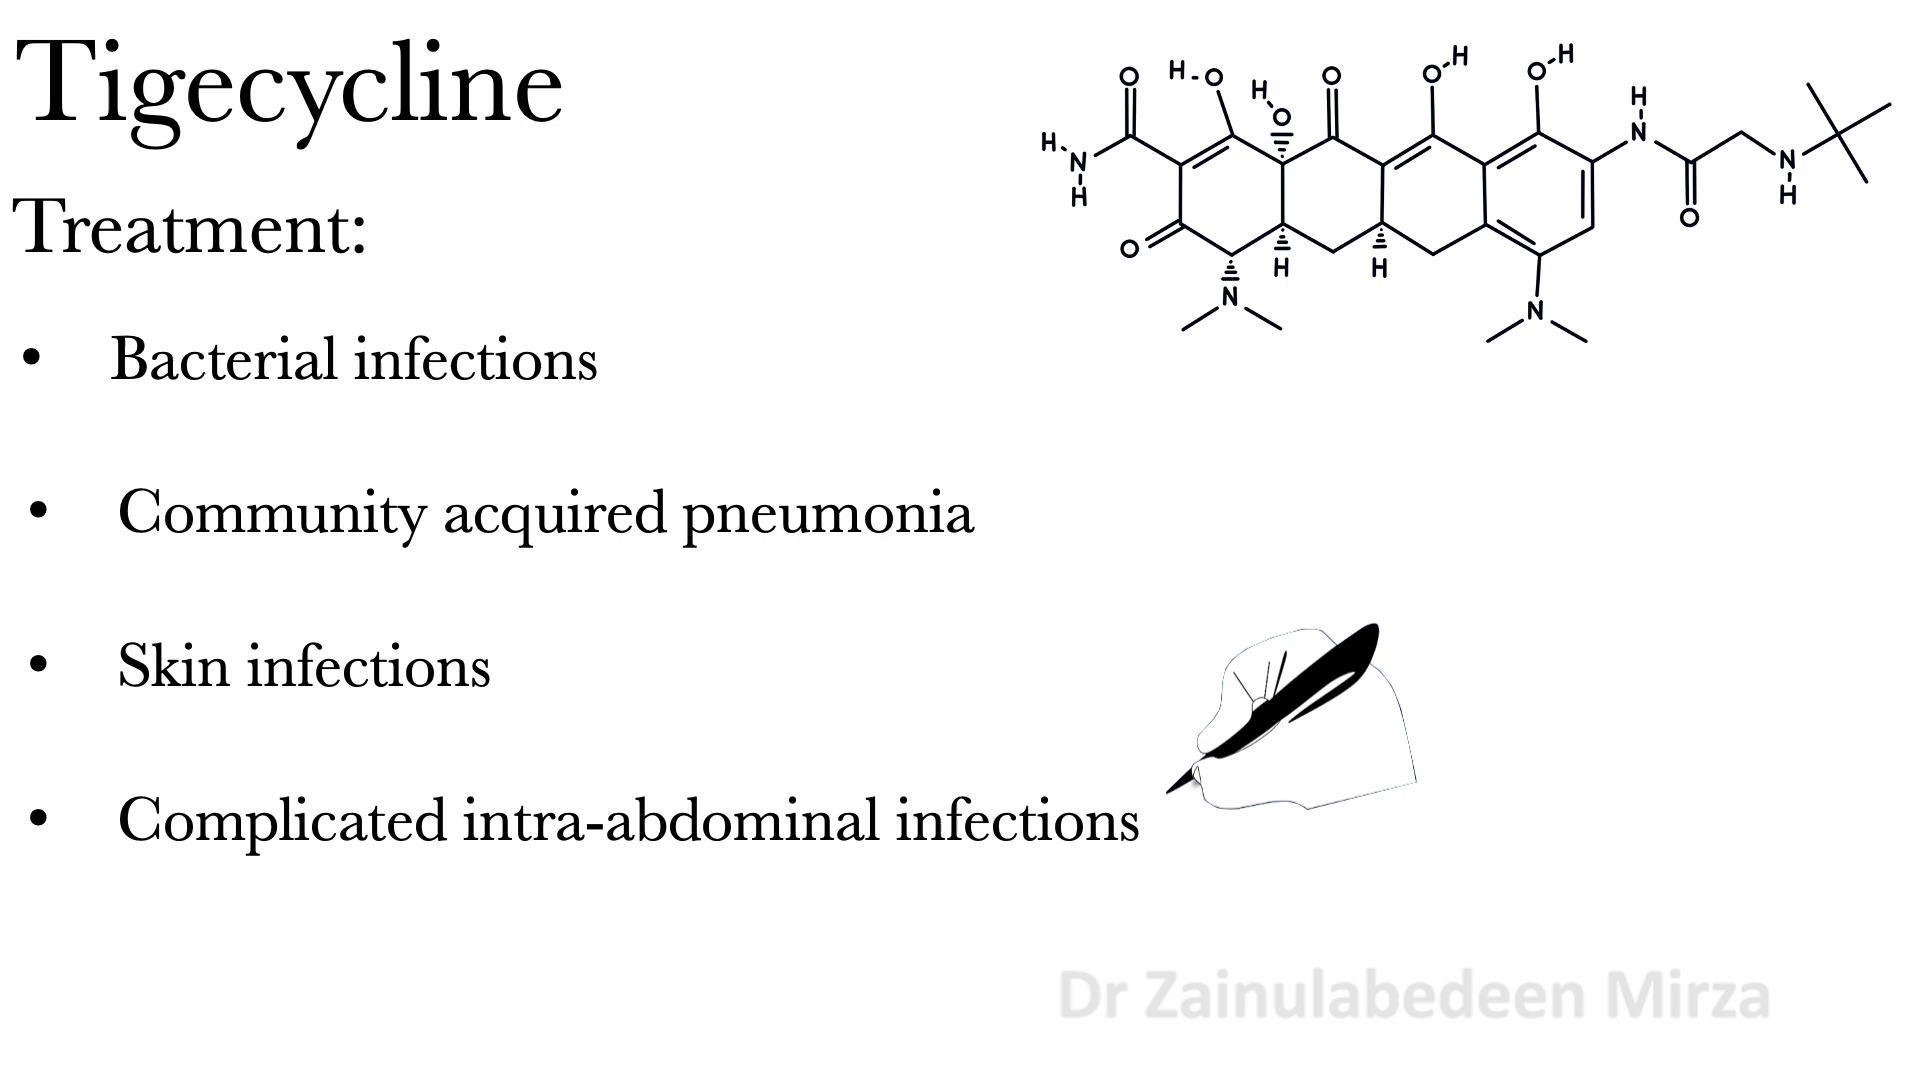 Tigecycline
Treatment:
• Bacterial infections
• Community acquired pneumonia
• Skin infections
• Complicated intra-abdominal infections
O H O H O O O H O H
H N H O N H O N H
O H H N N
Dr Zainulabedeen Mirza